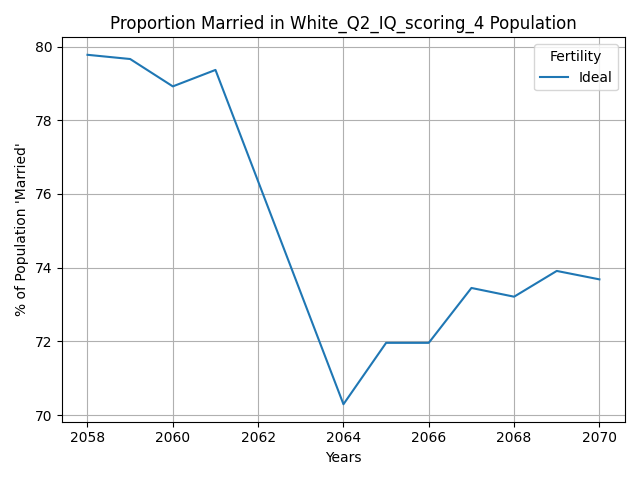 Proportion Married in White_Q2_IQ_scoring_4 Population
% of Population 'Married'
80
78
76
74
72
70
Fertility
Ideal
2058 2060 2062 2064 2066 2068 2070
Years